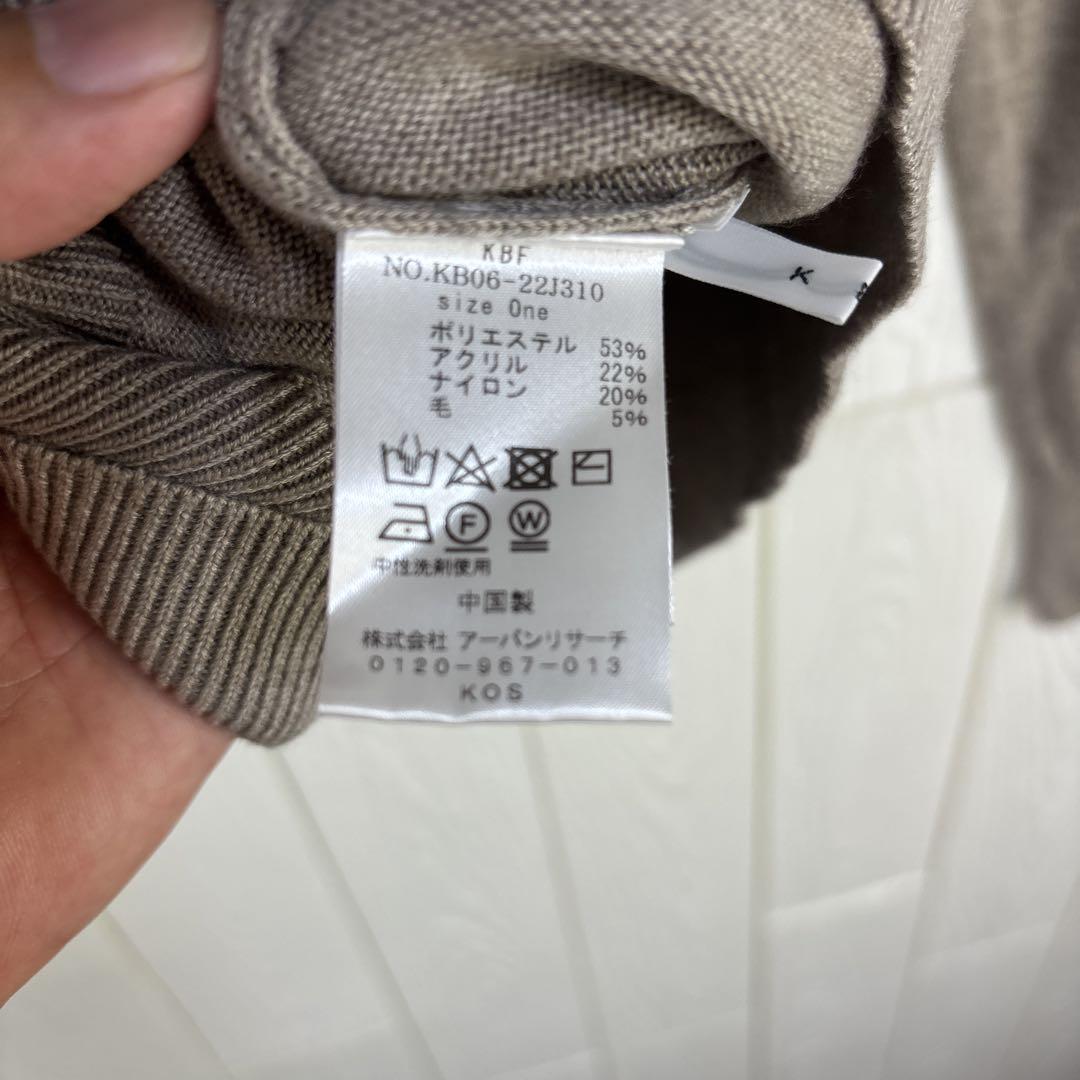 KBF
NO.KB06-22J310
size One
ポリエステル 53%
アクリル 22%
ナイロン 20%
毛 5%
F W
中性洗剤使用
中国製
株式会社 アーバンリサーチ
0120-967-013
KOS
K